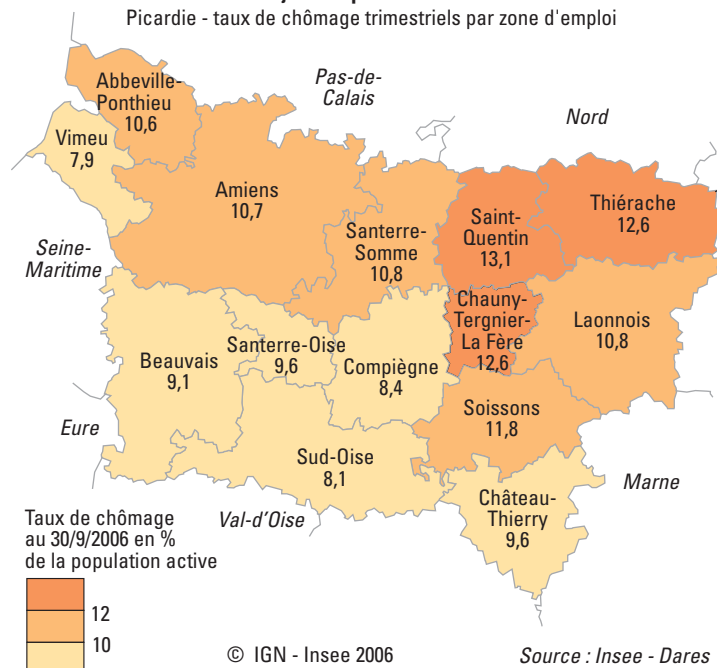 Picardie - taux de chômage trimestriels par zone d'emploi
Abbeville-
Ponthieu
10,6
Pas-de-
Calais
Nord
Vimeu
7,9
Amiens
10,7
Santerre-
Somme
10,8
Saint-
Quentin
13,1
Thiérache
12,6
Seine-
Maritime
Chauny-
Tergnier-
La Fère
12,6
Laonnois
10,8
Beauvais
9,1
Santerre-Oise
9,6
Compiègne
8,4
Soissons
11,8
Eure
Sud-Oise
8,1
Château-
Thierry
9,6
Marne
Val-d'Oise
Taux de chômage
au 30/9/2006 en %
de la population active
12
10
© IGN - Insee 2006
Source : Insee - Dares